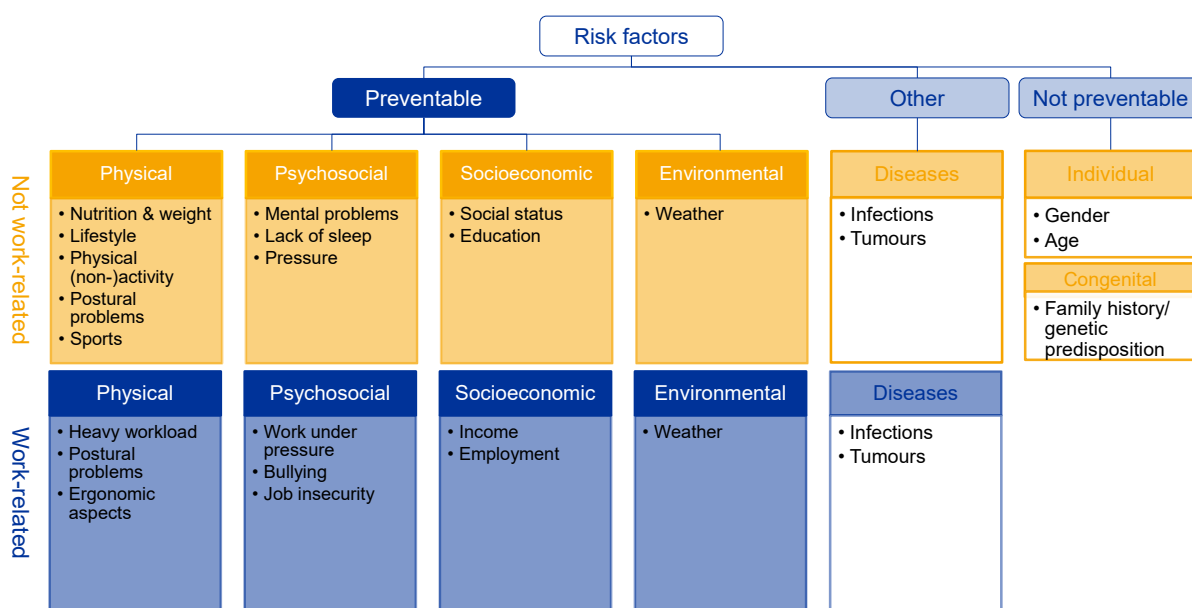 Risk factors
Preventable
Other
Not preventable
Not work-related
Physical
• Nutrition & weight
• Lifestyle
• Physical
(non-)activity
• Postural
problems
• Sports
Psychosocial
• Mental problems
• Lack of sleep
• Pressure
Socioeconomic
• Social status
• Education
Environmental
• Weather
Diseases
• Infections
• Tumours
Individual
• Gender
• Age
Congenital
• Family history/
genetic
predisposition
Work-related
Physical
• Heavy workload
• Postural
problems
• Ergonomic
aspects
Psychosocial
• Work under
pressure
• Bullying
• Job insecurity
Socioeconomic
• Income
• Employment
Environmental
• Weather
Diseases
• Infections
• Tumours